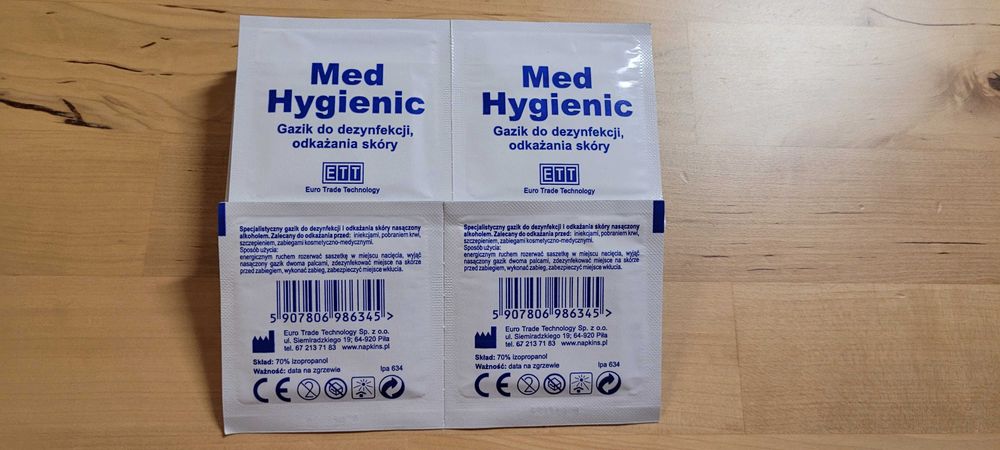 Med
Hygienic
Gazik do dezynfekcji,
odkażania skóry
ETT
Euro Trade Technology
Med
Hygienic
Gazik do dezynfekcji,
odkażania skóry
ETT
Euro Trade Technology
Specjalistyczny gazik do dezynfekcji i odkażania skóry nasączony
alkoholem. Zalecany do odkażania przed: iniekcjami, pobraniem krwi,
szczepieniem, zabiegami kosmetyczno-medycznymi.
Sposób użycia:
energicznym ruchem rozerwać saszetkę w miejscu nacięcia, wyjąć
nasączony gazik dwoma palcami, zdezynfekować miejsce na skórze
przed zabiegiem, wykonać zabieg, zabezpieczyć miejsce wkłucia.
5 907806 986345 >
Euro Trade Technology Sp. z o.o.
ul. Siemiradzkiego 19; 64-920 Piła
tel. 67 213 71 83 www.napkins.pl
Skład: 70% izopropanol
Ważność: data na zgrzewie
Ipa 634
CE
2
Specjalistyczny gazik do dezynfekcji i odkażania skóry nasączony
alkoholem. Zalecany do odkażania przed: iniekcjami, pobraniem krwi,
szczepieniem, zabiegami kosmetyczno-medycznymi.
Sposób użycia:
energicznym ruchem rozerwać saszetkę w miejscu nacięcia, wyjąć
nasączony gazik dwoma palcami, zdezynfekować miejsce na skórze
przed zabiegiem, wykonać zabieg, zabezpieczyć miejsce wkłucia.
5 907806 986345 >
Euro Trade Technology Sp. z o.o.
ul. Siemiradzkiego 19; 64-920 Piła
tel. 67 213 71 83 www.napkins.pl
Skład: 70% izopropanol
Ważność: data na zgrzewie
Ipa 634
CE
2